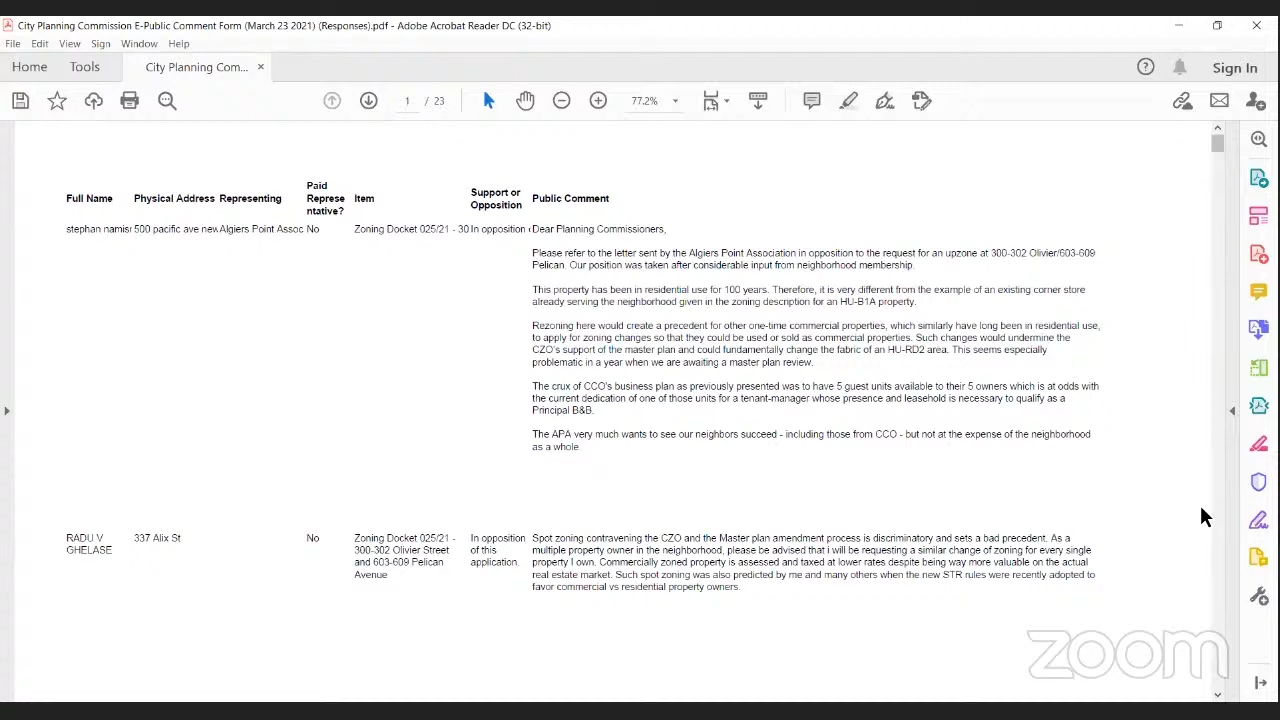 City Planning Commission E-Public Comment Form (March 23 2021) (Responses).pdf - Adobe Acrobat Reader DC (32-bit)
File Edit View Sign Window Help
Home Tools City Planning Com... × Sign In
1 / 23 77.2%
Full Name Physical Address Representing Paid Represe ntative? Item Support or Opposition Public Comment
stephan namis 500 pacific ave new Algiers Point Assoc No Zoning Docket 025/21 - 30 In opposition Dear Planning Commissioners,
Please refer to the letter sent by the Algiers Point Association in opposition to the request for an upzone at 300-302 Olivier/603-609
Pelican. Our position was taken after considerable input from neighborhood membership.
This property has been in residential use for 100 years. Therefore, it is very different from the example of an existing corner store
already serving the neighborhood given in the zoning description for an HU-B1A property.
Rezoning here would create a precedent for other one-time commercial properties, which similarly have long been in residential use,
to apply for zoning changes so that they could be used or sold as commercial properties. Such changes would undermine the
CZO's support of the master plan and could fundamentally change the fabric of an HU-RD2 area. This seems especially
problematic in a year when we are awaiting a master plan review.
The crux of CCO's business plan as previously presented was to have 5 guest units available to their 5 owners which is at odds with
the current dedication of one of those units for a tenant-manager whose presence and leasehold is necessary to qualify as a
Principal B&B.
The APA very much wants to see our neighbors succeed - including those from CCO - but not at the expense of the neighborhood
as a whole.
RADU V 337 Alix St No Zoning Docket 025/21 - In opposition Spot zoning contravening the CZO and the Master plan amendment process is discriminatory and sets a bad precedent. As a
GHELASE 300-302 Olivier Street of this multiple property owner in the neighborhood, please be advised that i will be requesting a similar change of zoning for every single
and 603-609 Pelican application. property I own. Commercially zoned property is assessed and taxed at lower rates despite being way more valuable on the actual
Avenue real estate market. Such spot zoning was also predicted by me and many others when the new STR rules were recently adopted to
favor commercial vs residential property owners.
zoom